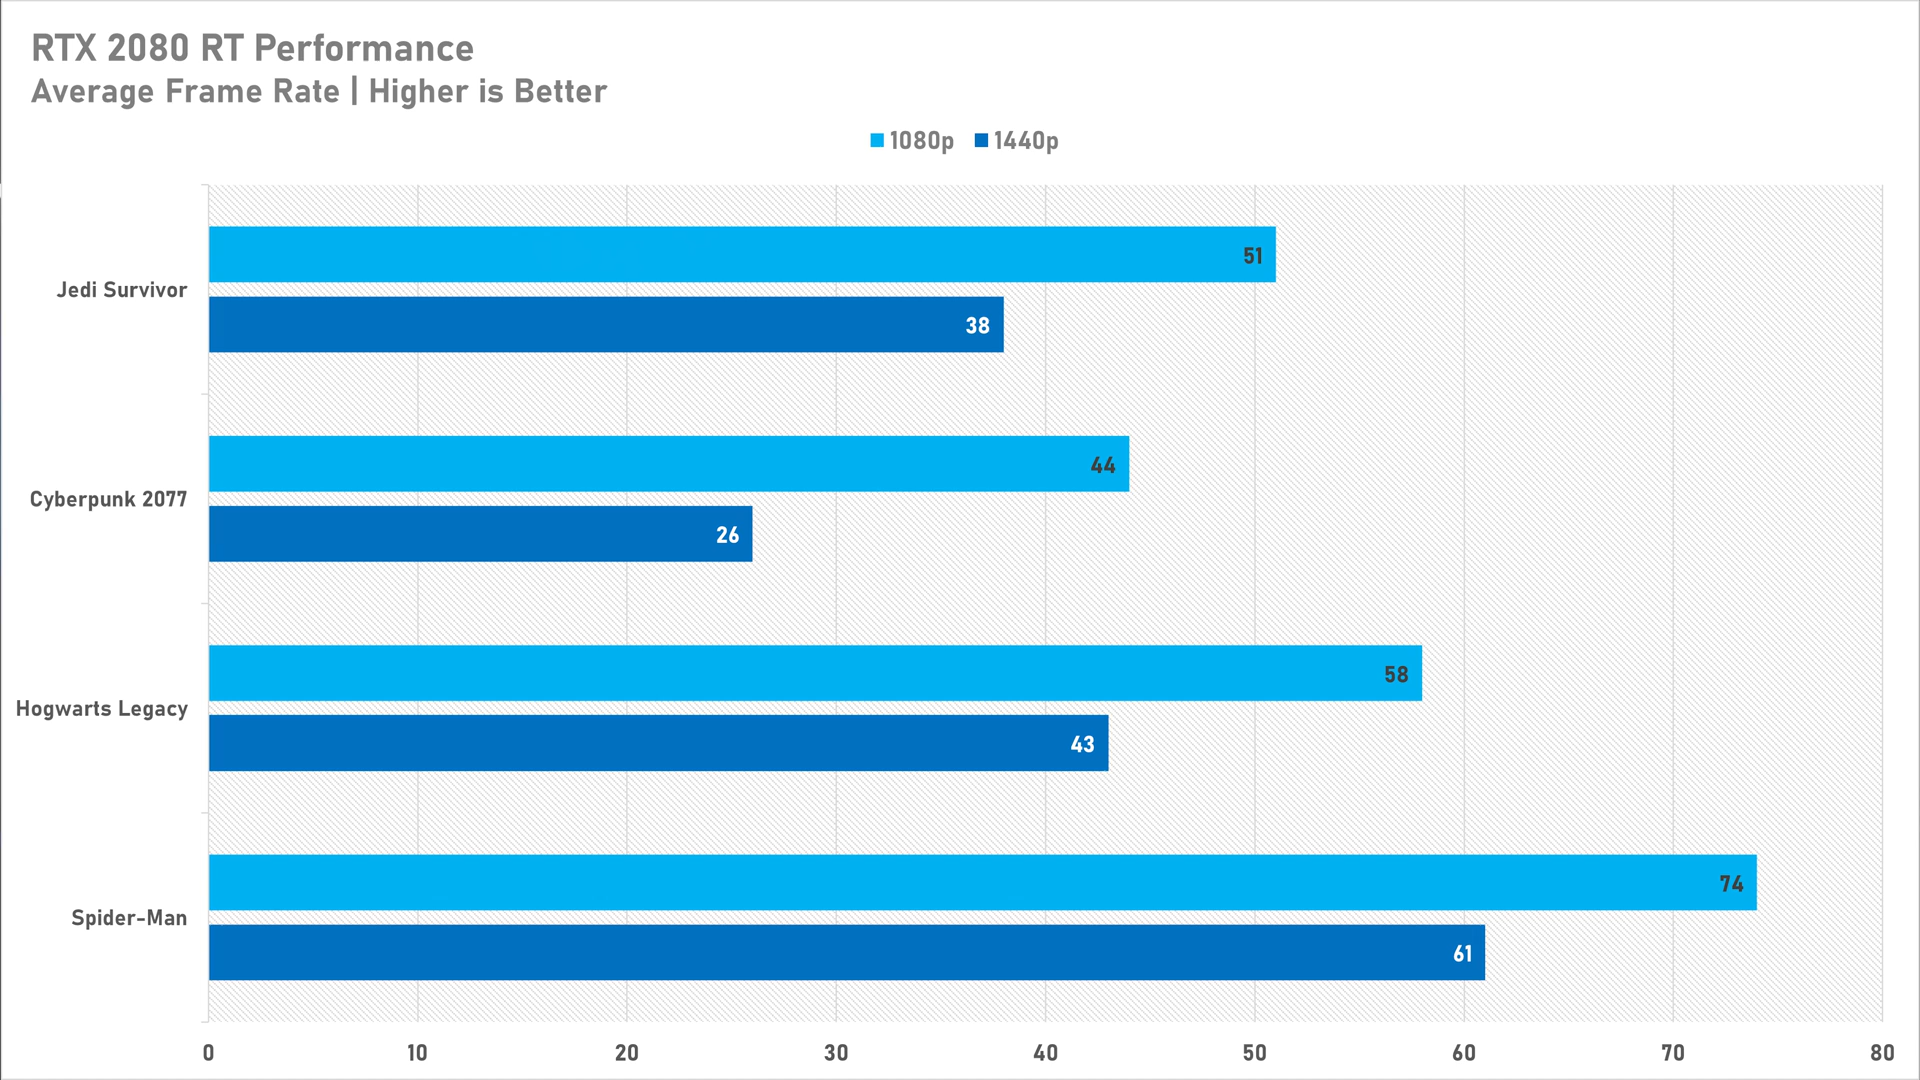 RTX 2080 RT Performance
Average Frame Rate | Higher is Better
1080p 1440p
Jedi Survivor
51
38
Cyberpunk 2077
44
26
Hogwarts Legacy
58
43
Spider-Man
74
61
0 10 20 30 40 50 60 70 80